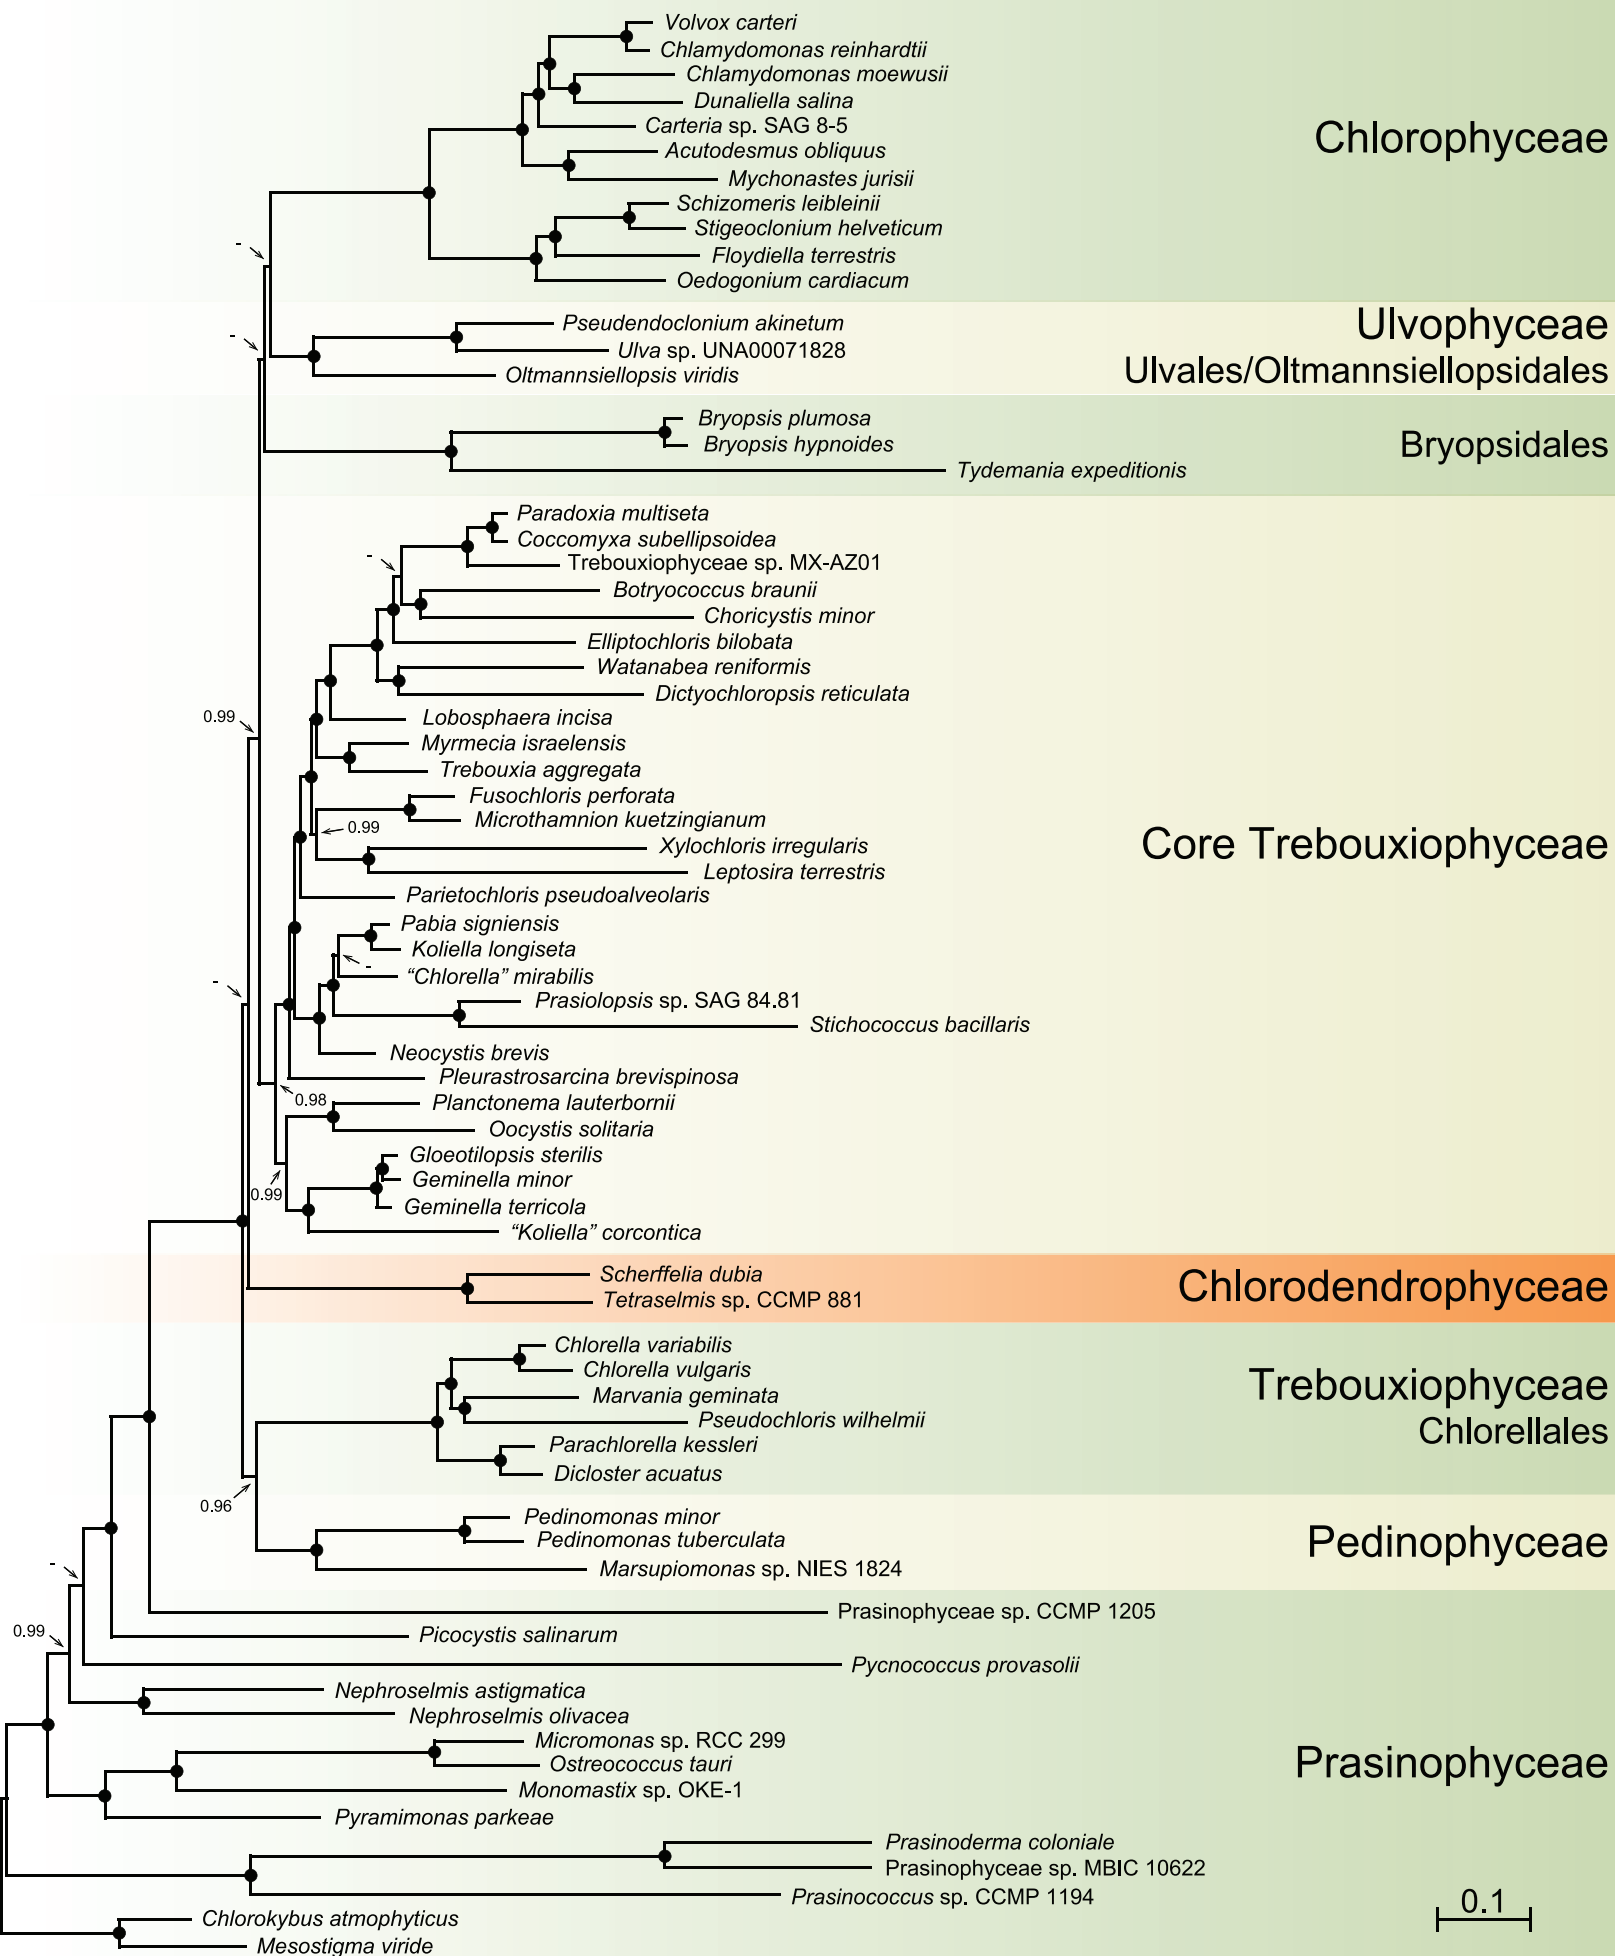 Volvox carteri
Chlamydomonas reinhardtii
Chlamydomonas moewusii
Dunaliella salina
Carteria sp. SAG 8-5
Chlorophyceae
Acutodesmus obliquus
Mychonastes jurisii
Schizomeris leibleinii
Stigeoclonium helveticum
-
Floydiella terrestris
Oedogonium cardiacum
Pseudendoclonium akinetum
Ulvophyceae
-
Ulva sp. UNA00071828
Oltmannsiellopsis viridis
Ulvales/Oltmannsiellopsidales
Bryopsis plumosa
Bryopsis hypnoides
Bryopsidales
Tydemania expeditionis
Paradoxia multiseta
Coccomyxa subellipsoidea
-
Trebouxiophyceae sp. MX-AZ01
Botryococcus braunii
Choricystis minor
Elliptochloris bilobata
Watanabea reniformis
Dictyochloropsis reticulata
0.99
Lobosphaera incisa
Myrmecia israelensis
Trebouxia aggregata
Fusochloris perforata
Microthamnion kuetzingianum
0.99
Xylochloris irregularis
Core Trebouxiophyceae
Leptosira terrestris
Parietochloris pseudoalveolaris
Pabia signiensis
Koliella longiseta
-
“Chlorella” mirabilis
-
Prasiolopsis sp. SAG 84.81
Stichococcus bacillaris
Neocystis brevis
Pleurastrosarcina brevispinosa
0.98
Planctonema lauterbornii
Oocystis solitaria
Gloeotilopsis sterilis
Geminella minor
0.99
Geminella terricola
“Koliella” corcontica
Scherffelia dubia
Chlorodendrophyceae
Tetraselmis sp. CCMP 881
Chlorella variabilis
Chlorella vulgaris
Trebouxiophyceae
Marvania geminata
Pseudochloris wilhelmii
Chlorellales
Parachlorella kessleri
Dicloster acuatus
0.96
Pedinomonas minor
Pedinomonas tuberculata
Pedinophyceae
-
Marsupiomonas sp. NIES 1824
Prasinophyceae sp. CCMP 1205
0.99
Picocystis salinarum
Pycnococcus provasolii
Nephroselmis astigmatica
Nephroselmis olivacea
Micromonas sp. RCC 299
Ostreococcus tauri
Prasinophyceae
Monomastix sp. OKE-1
Pyramimonas parkeae
Prasinoderma coloniale
Prasinophyceae sp. MBIC 10622
Prasinococcus sp. CCMP 1194
0.1
Chlorokybus atmophyticus
Mesostigma viride